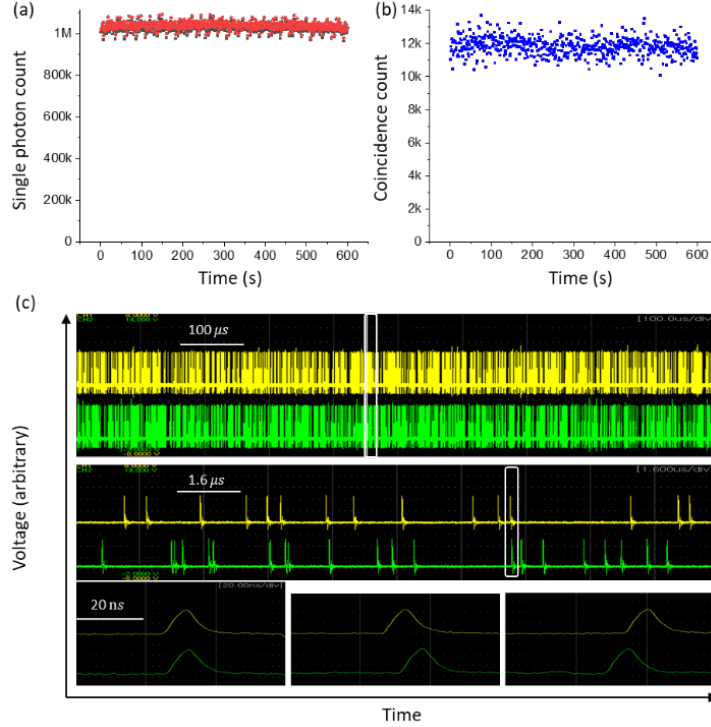 (a)
Single photon count
1M
800k
600k
400k
200k
0
0 100 200 300 400 500 600
Time (s)
(b)
Coincidence count
14k
12k
10k
8k
6k
4k
2k
0
0 100 200 300 400 500 600
Time (s)
(c)
Voltage (arbitrary)
[100.0us/div
100 μs
[1.600us/div
1.6 μs
[20.00ns/div]
20 ns
Time